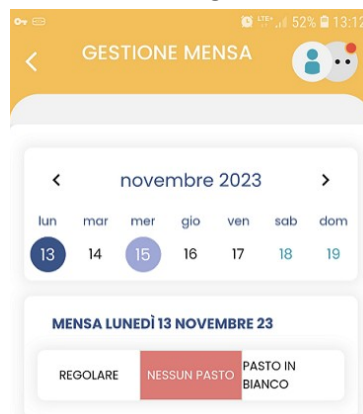 LTE+ 52% 13:12
GESTIONE MENSA
novembre 2023
lun mar mer gio ven sab dom
13 14 15 16 17 18 19
MENSA LUNEDÌ 13 NOVEMBRE 23
REGOLARE NESSUN PASTO PASTO IN
BIANCO